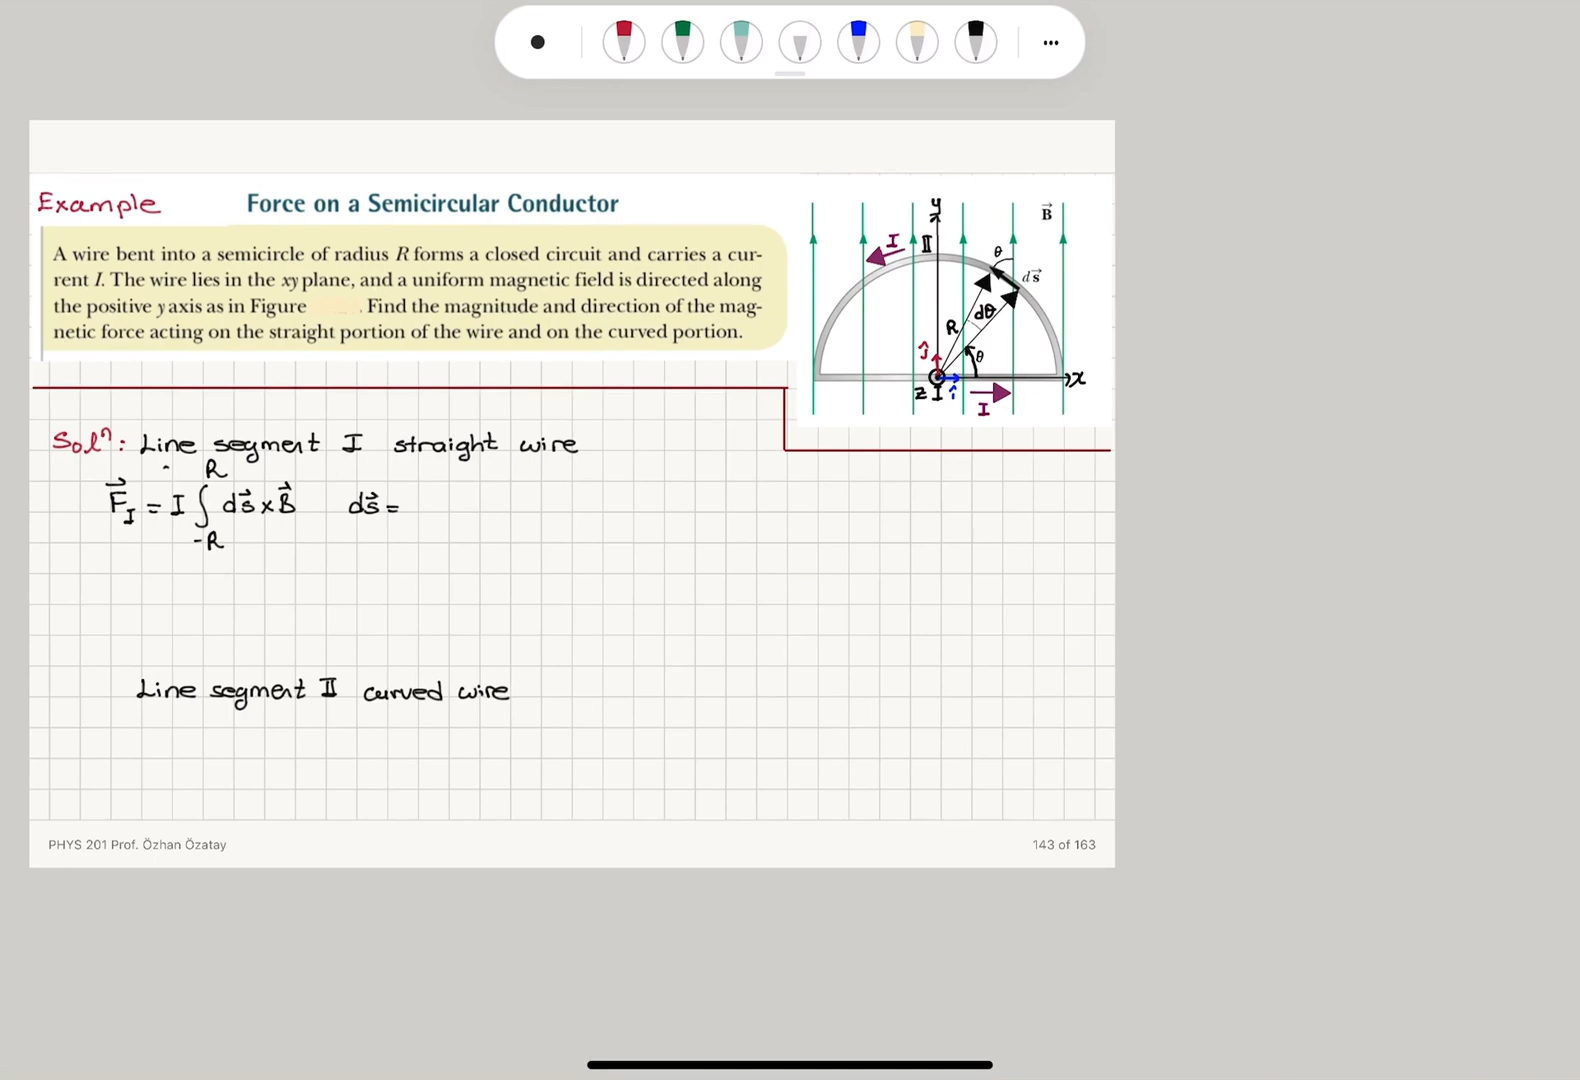 Example Force on a Semicircular Conductor
A wire bent into a semicircle of radius R forms a closed circuit and carries a cur-
rent I. The wire lies in the xy plane, and a uniform magnetic field is directed along
the positive y axis as in Figure . Find the magnitude and direction of the mag-
netic force acting on the straight portion of the wire and on the curved portion.
y
B⃗
I
II
θ
ds⃗
dθ
R
ĵ
θ
x
z I î
I
Solⁿ: Line segment I straight wire
F⃗_I = I ∫_{-R}^{R} ds⃗ x B⃗ ds⃗ =
Line segment II curved wire
PHYS 201 Prof. Özhan Özatay
143 of 163